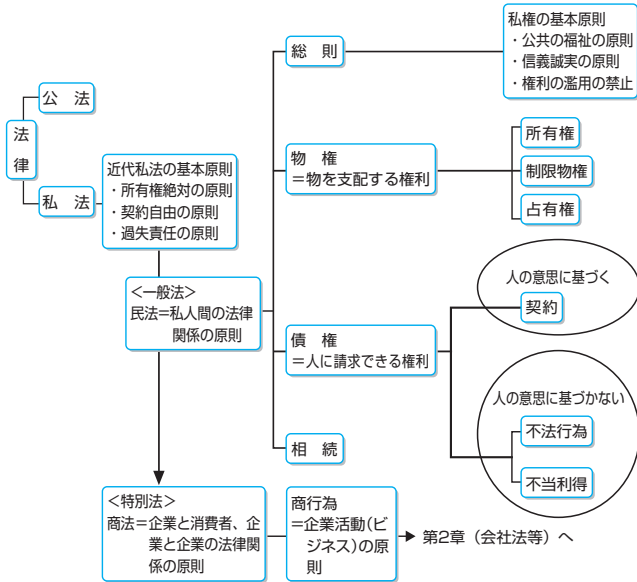 公　法
法
律
私　法
近代私法の基本原則
・所有権絶対の原則
・契約自由の原則
・過失責任の原則
＜一般法＞
民法＝私人間の法律
関係の原則
総　則
私権の基本原則
・公共の福祉の原則
・信義誠実の原則
・権利の濫用の禁止
物　権
＝物を支配する権利
所有権
制限物権
占有権
債　権
＝人に請求できる権利
人の意思に基づく
契約
人の意思に基づかない
不法行為
不当利得
相　続
＜特別法＞
商法＝企業と消費者、企
業と企業の法律関
係の原則
商行為
＝企業活動(ビ
ジネス)の原
則
第2章（会社法等）へ